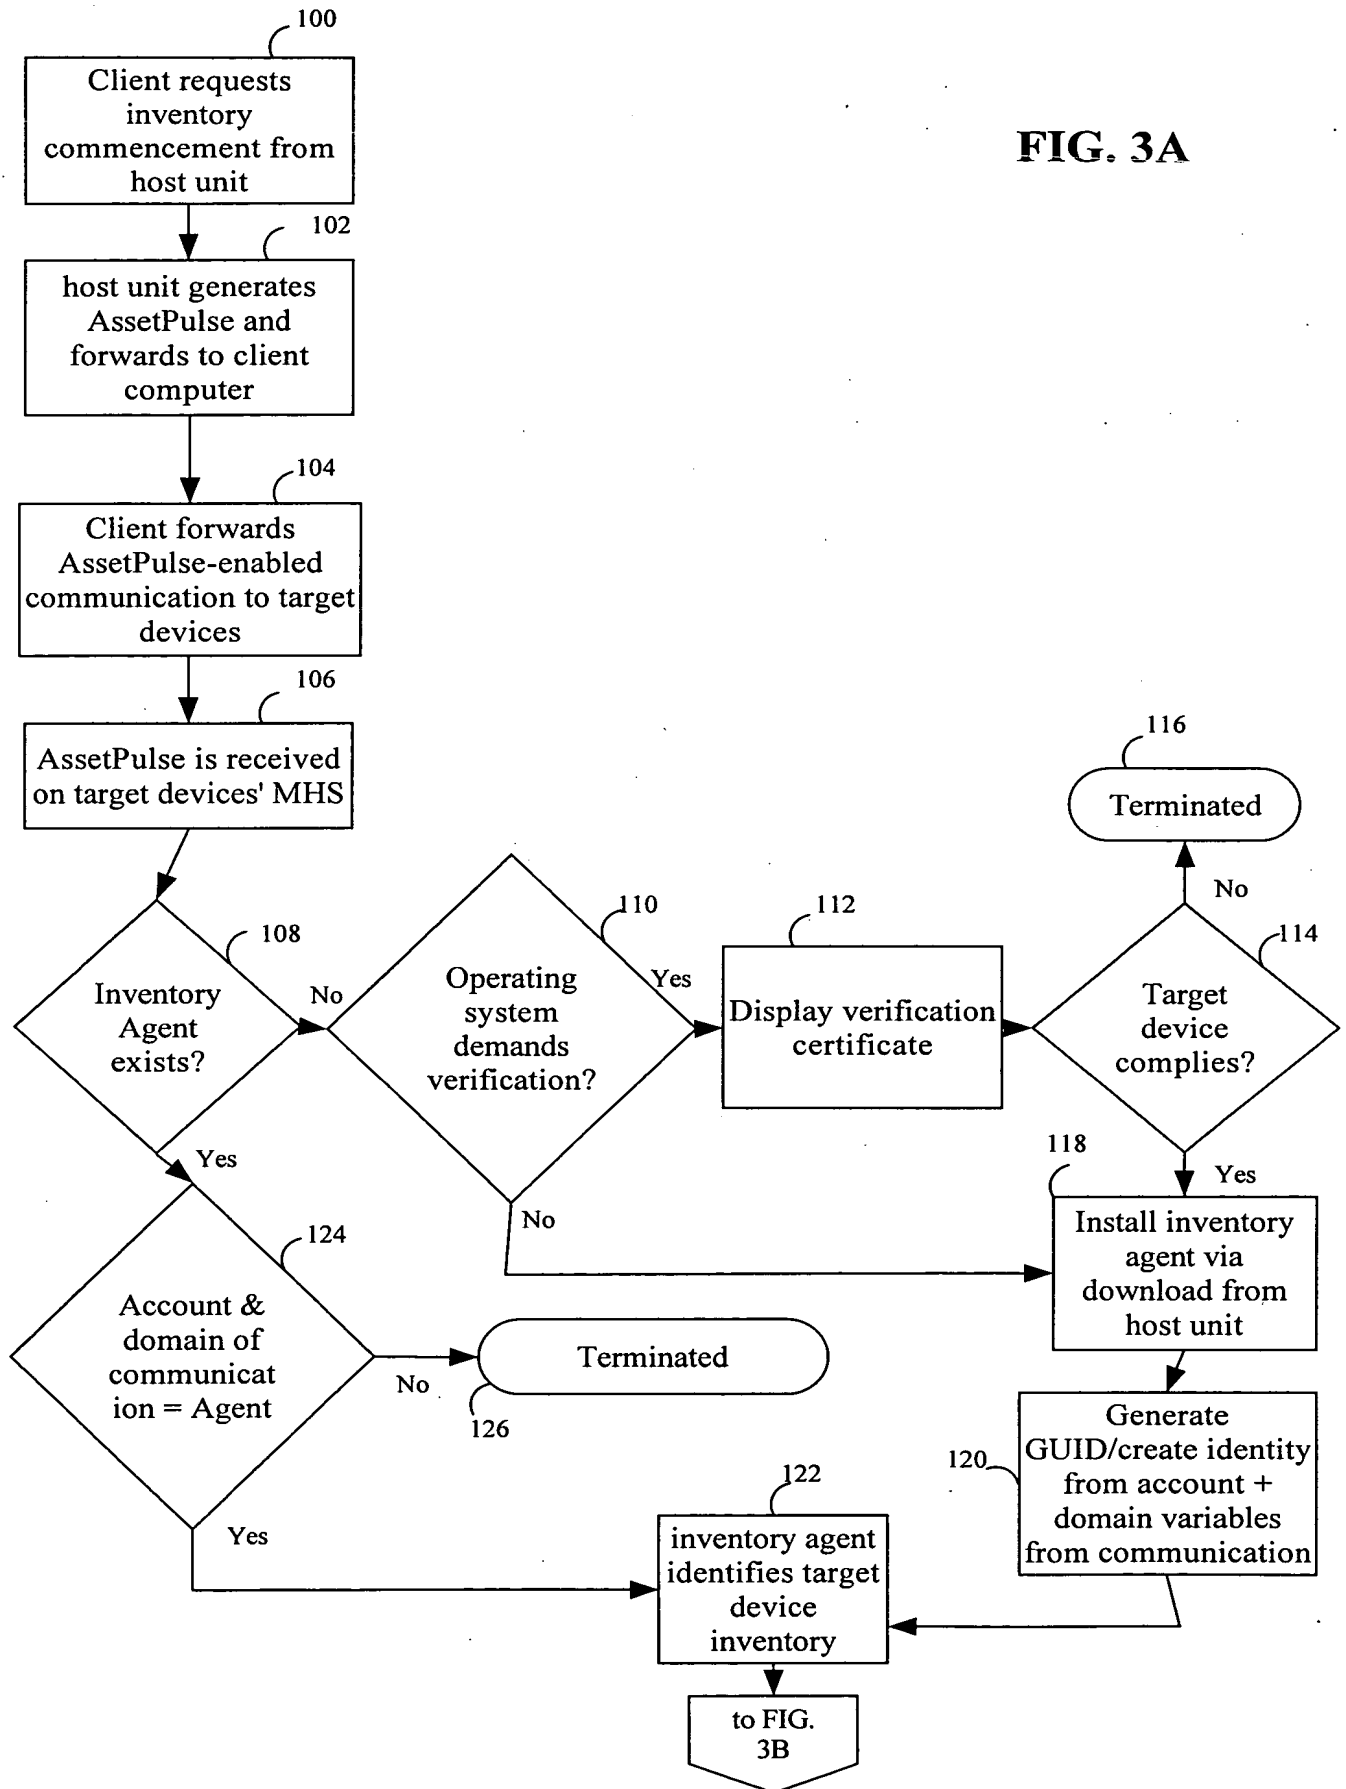 100
Client requests
inventory
commencement from
host unit
FIG. 3A
102
host unit generates
AssetPulse and
forwards to client
computer
104
Client forwards
AssetPulse-enabled
communication to target
devices
106
AssetPulse is received
on target devices' MHS
116
Terminated
No
108
Inventory
Agent
exists?
No
110
Operating
system
demands
verification?
Yes
112
Display verification
certificate
114
Target
device
complies?
Yes
No
118
Yes
Install inventory
agent via
download from
host unit
124
Account &
domain of
communicat
ion = Agent
No
Terminated
126
Yes
120
Generate
GUID/create identity
from account +
domain variables
from communication
122
inventory agent
identifies target
device
inventory
to FIG.
3B